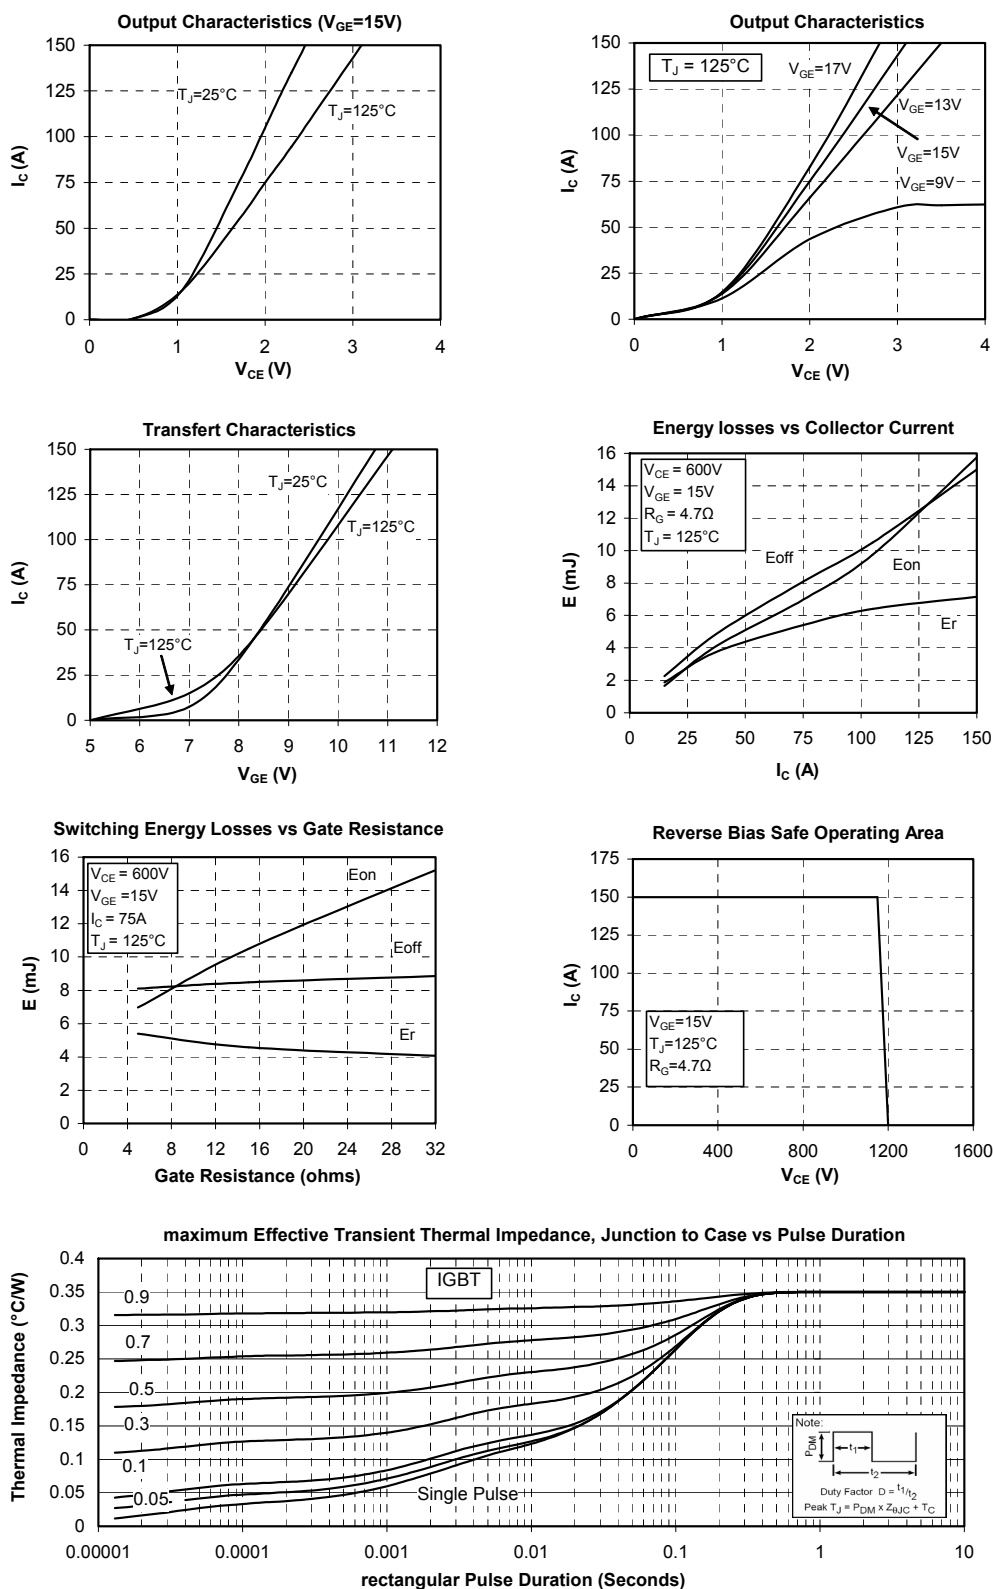 Output Characteristics (VGE=15V)
150
125
100
75
50
25
0
IC (A)
TJ=25°C
TJ=125°C
0 1 2 3 4
VCE (V)
Output Characteristics
150
125
100
75
50
25
0
IC (A)
TJ = 125°C
VGE=17V
VGE=13V
VGE=15V
VGE=9V
0 1 2 3 4
VCE (V)
Transfert Characteristics
150
125
100
75
50
25
0
IC (A)
TJ=25°C
TJ=125°C
TJ=125°C
5 6 7 8 9 10 11 12
VGE (V)
Energy losses vs Collector Current
16
14
12
10
8
6
4
2
0
E (mJ)
VCE = 600V
VGE = 15V
RG = 4.7Ω
TJ = 125°C
Eoff
Eon
Er
0 25 50 75 100 125 150
IC (A)
Switching Energy Losses vs Gate Resistance
16
14
12
10
8
6
4
2
0
E (mJ)
VCE = 600V
VGE =15V
IC = 75A
TJ = 125°C
Eon
Eoff
Er
0 4 8 12 16 20 24 28 32
Gate Resistance (ohms)
Reverse Bias Safe Operating Area
175
150
125
100
75
50
25
0
IC (A)
VGE=15V
TJ=125°C
RG=4.7Ω
0 400 800 1200 1600
VCE (V)
maximum Effective Transient Thermal Impedance, Junction to Case vs Pulse Duration
0.4
0.35
0.3
0.25
0.2
0.15
0.1
0.05
0
Thermal Impedance (°C/W)
IGBT
0.9
0.7
0.5
0.3
0.1
0.05
Single Pulse
Note:
PDM
t1
t2
Duty Factor D = t1/t2
Peak TJ = PDM x ZθJC + TC
0.00001 0.0001 0.001 0.01 0.1 1 10
rectangular Pulse Duration (Seconds)